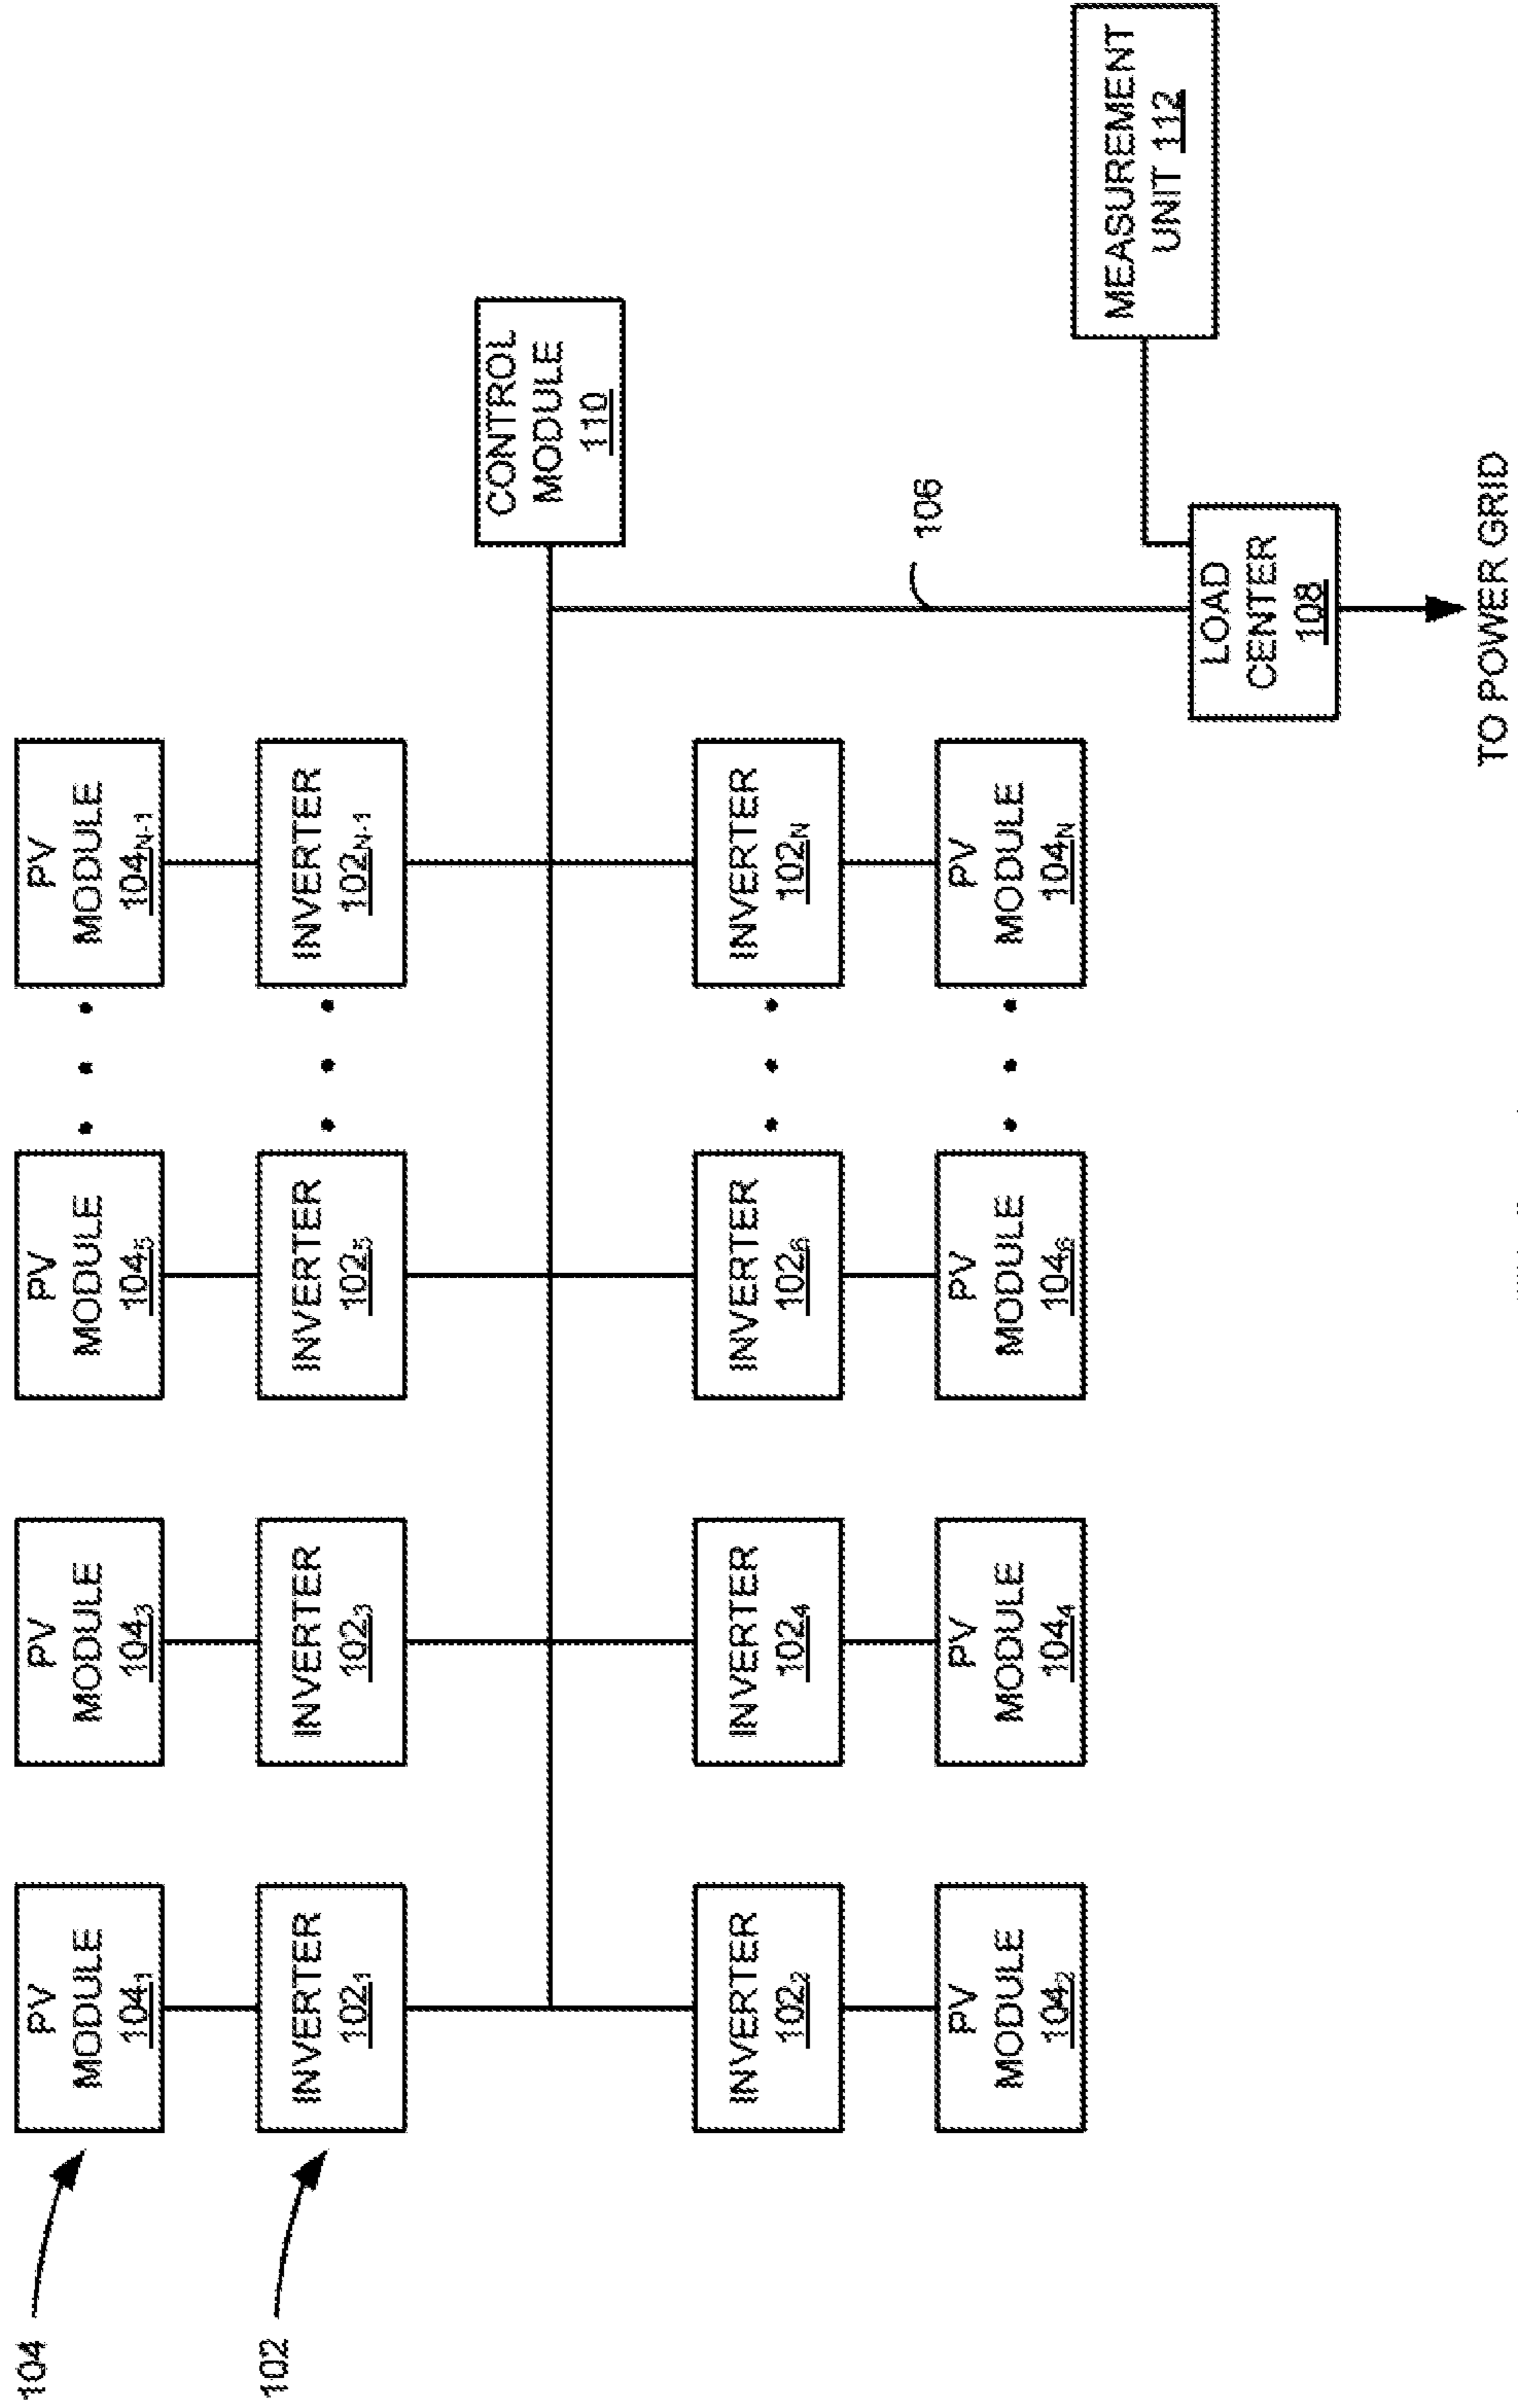 104
PV
MODULE
104₁
PV
MODULE
104₃
PV
MODULE
104₅
PV
MODULE
104N-1
102
INVERTER
102₁
INVERTER
102₃
INVERTER
102₅
INVERTER
102N-1
CONTROL
MODULE
110
INVERTER
102₂
INVERTER
102₄
INVERTER
102₆
INVERTER
102N
106
PV
MODULE
104₂
PV
MODULE
104₄
PV
MODULE
104₆
PV
MODULE
104N
MEASUREMENT
UNIT 112
LOAD
CENTER
108
TO POWER GRID